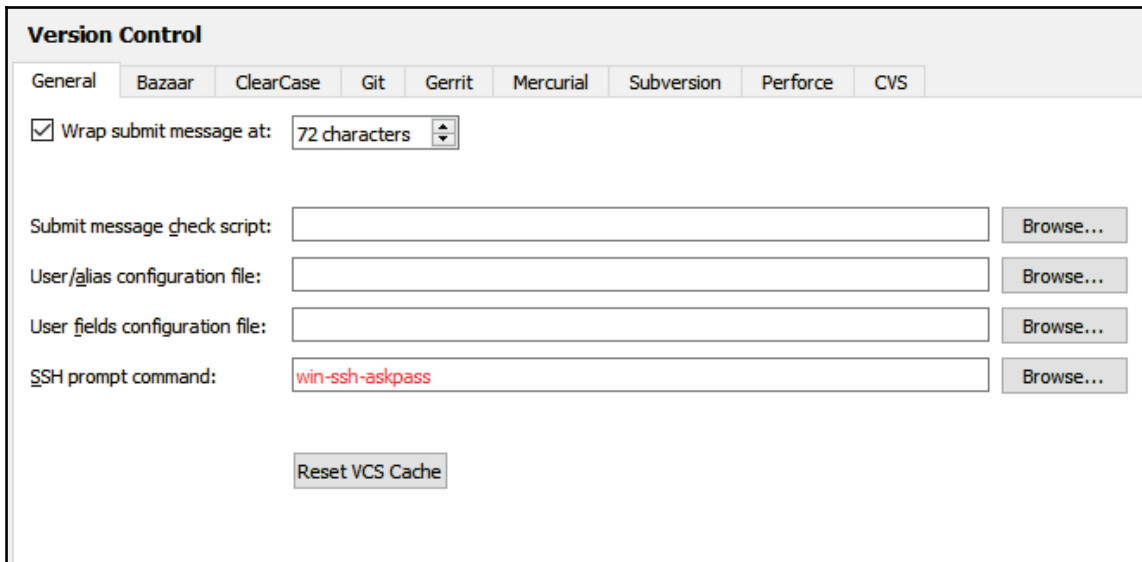 Version Control
General Bazaar ClearCase Git Gerrit Mercurial Subversion Perforce CVS
Wrap submit message at: 72 characters
Submit message check script: Browse...
User/alias configuration file: Browse...
User fields configuration file: Browse...
SSH prompt command: win-ssh-askpass Browse...
Reset VCS Cache